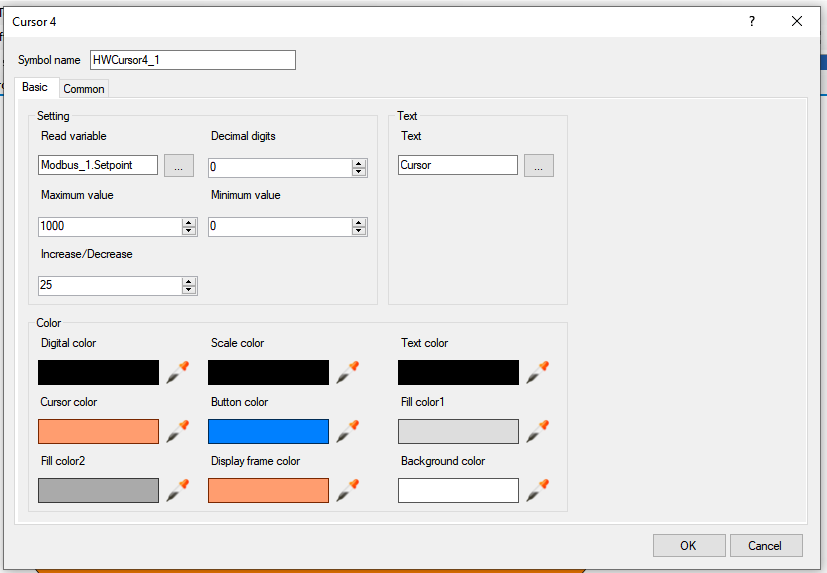 Cursor 4
?
Symbol name HWCursor4_1
Basic Common
Setting Text
Read variable Decimal digits Text
Modbus_1.Setpoint ... 0 Cursor ...
Maximum value Minimum value
1000 0
Increase/Decrease
25
Color
Digital color Scale color Text color
Cursor color Button color Fill color1
Fill color2 Display frame color Background color
OK Cancel